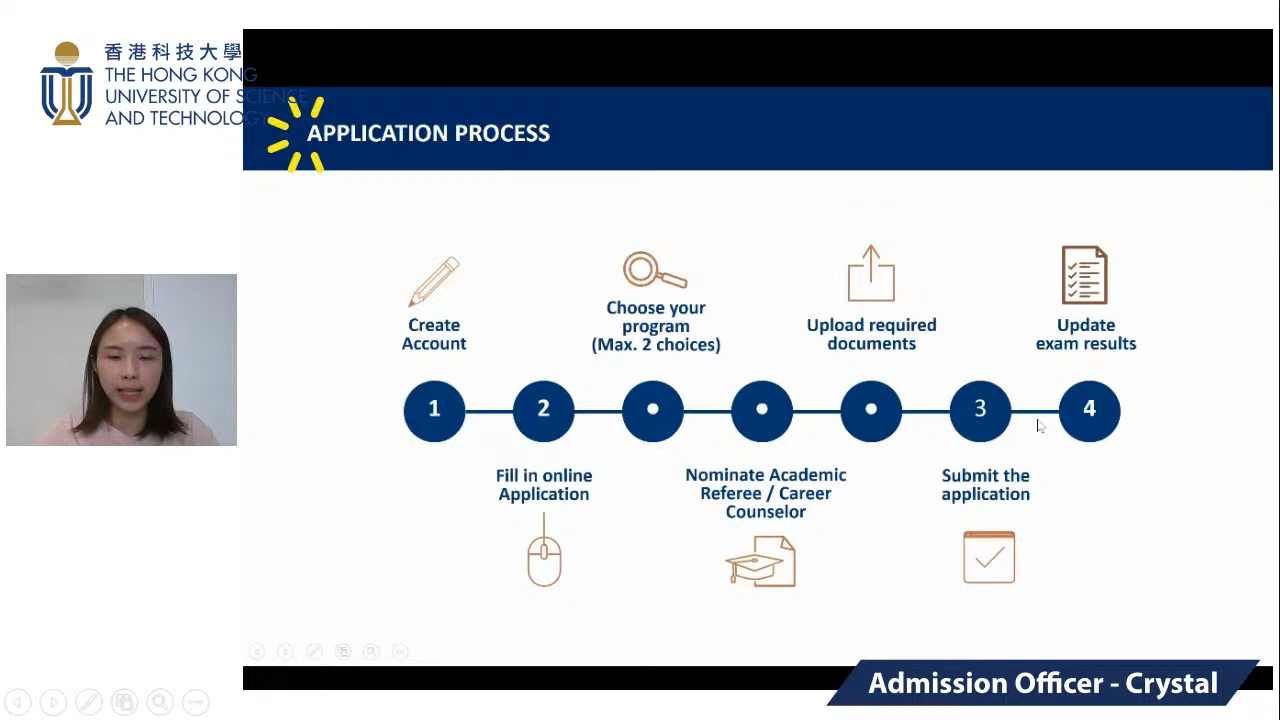 香港科技大學
THE HONG KONG
UNIVERSITY OF SCIENCE
AND TECHNOLOGY
APPLICATION PROCESS
Create
Account
Choose your
program
(Max. 2 choices)
Upload required
documents
Update
exam results
1
2
3
4
Fill in online
Application
Nominate Academic
Referee / Career
Counselor
Submit the
application
Admission Officer - Crystal